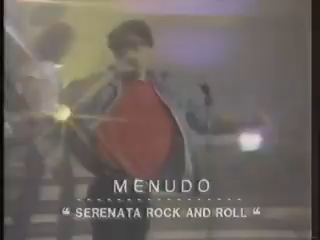 MENUDO
“ SERENATA ROCK AND ROLL “